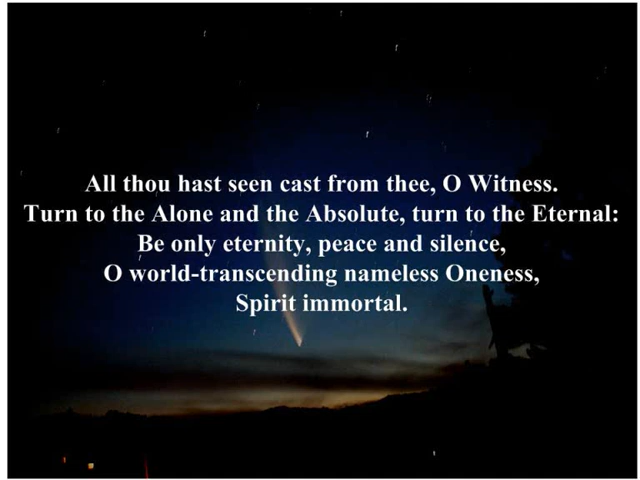 All thou hast seen cast from thee, O Witness.
Turn to the Alone and the Absolute, turn to the Eternal:
Be only eternity, peace and silence,
O world-transcending nameless Oneness,
Spirit immortal.